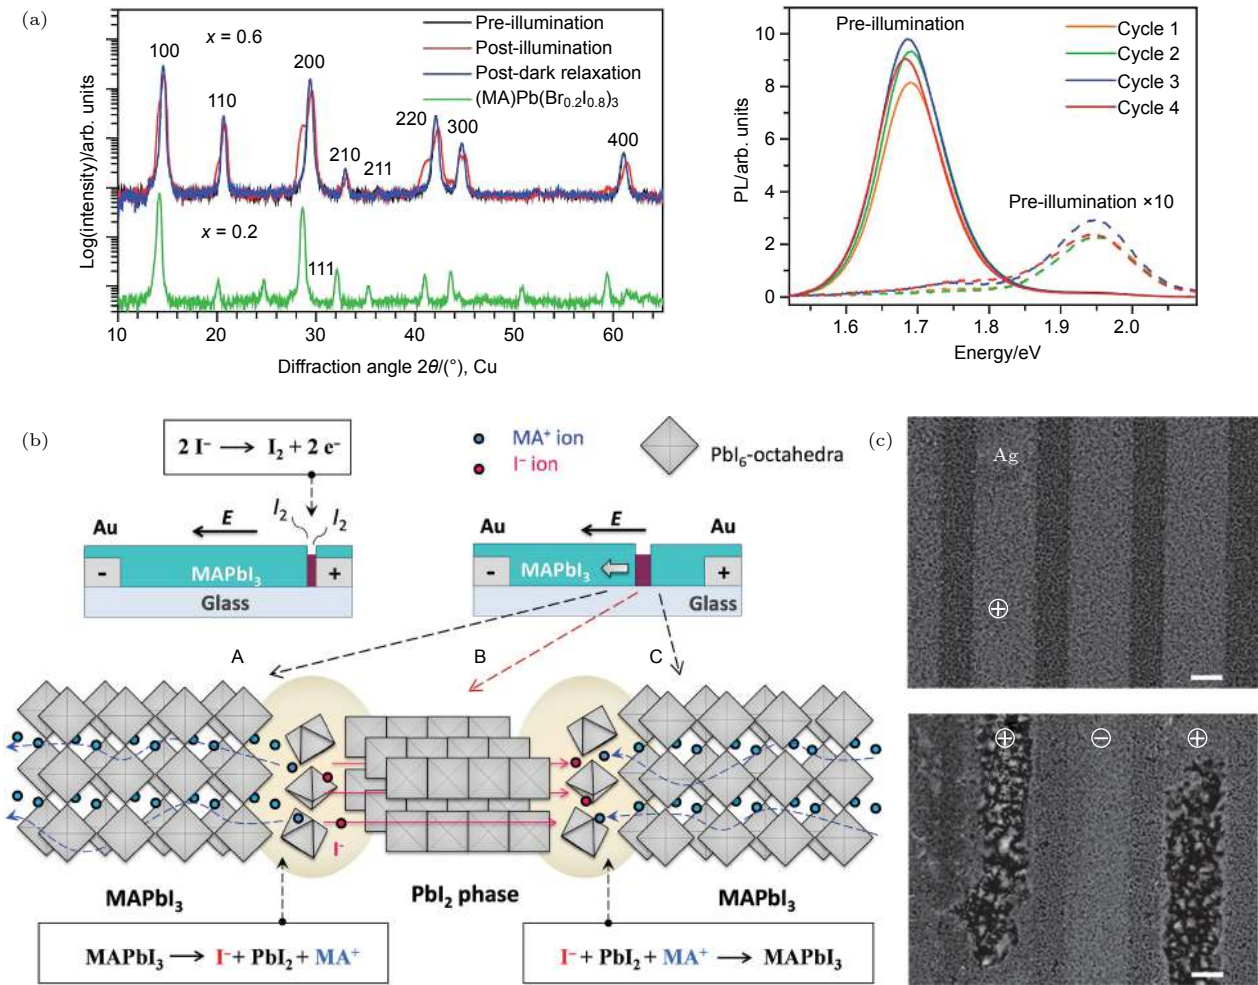 (a)
x = 0.6
100
110
200
210
211
220
300
400
Pre-illumination
Post-illumination
Post-dark relaxation
(MA)Pb(Br0.2I0.8)3
x = 0.2
111
Log(intensity)/arb. units
10 20 30 40 50 60
Diffraction angle 2θ/(°), Cu
Pre-illumination
Cycle 1
Cycle 2
Cycle 3
Cycle 4
Pre-illumination ×10
PL/arb. units
10
8
6
4
2
0
1.6 1.7 1.8 1.9 2.0
Energy/eV
(b)
2 I⁻ → I₂ + 2 e⁻
MA⁺ ion
I⁻ ion
PbI₆-octahedra
Au
E
I₂
I₂
-
MAPbI₃
+
Glass
Au
E
Au
-
MAPbI₃
+
Glass
A
B
C
I⁻
MAPbI₃
PbI₂ phase
MAPbI₃
MAPbI₃ → I⁻ + PbI₂ + MA⁺
I⁻ + PbI₂ + MA⁺ → MAPbI₃
(c)
Ag
⊕
⊕ ⊖ ⊕